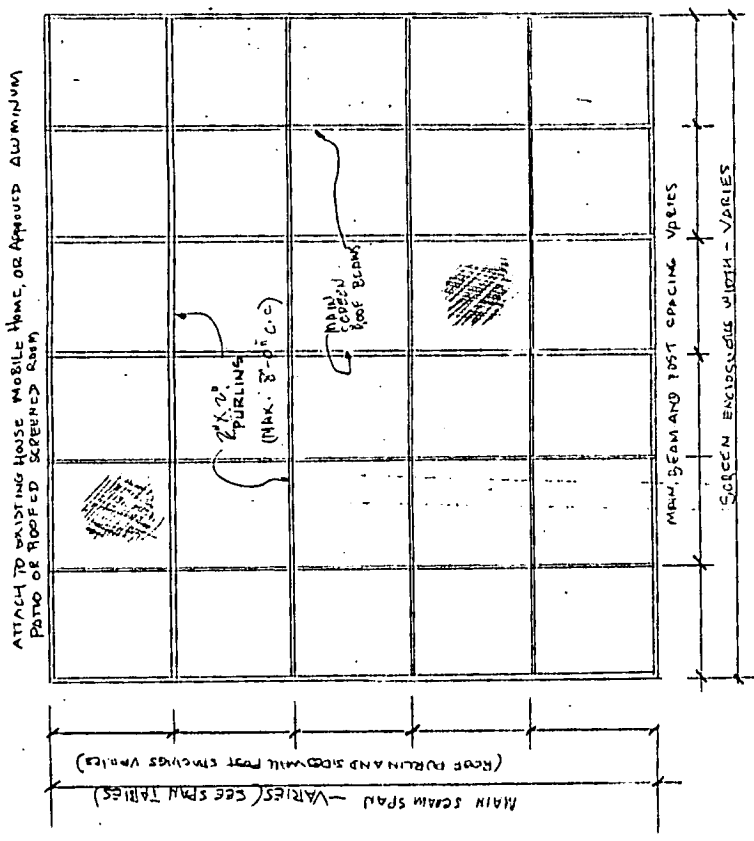 ATTACH TO EXISTING HOUSE MOBILE HOME, OR APPROVED ALUMINUM
PATIO OR ROOFED SCREENED ROOM
2"X2"
PURLING
(MAX. 8'-0" C.C)
MAIN
SCREEN
ROOF BEAMS
MAIN, BEAM AND POST SPACING VARIES
SCREEN ENCLOSURE WIDTH - VARIES
(ROOF PURLIN AND SIDEWALL POST SPACINGS VARIES)
MAIN BEAM SPAN - VARIES (SEE SPAN TABLES)